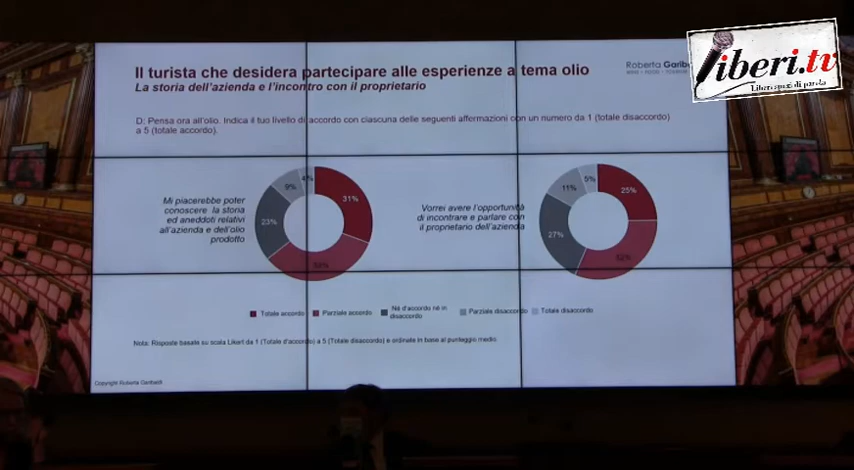 Il turista che desidera partecipare alle esperienze a tema olio
La storia dell'azienda e l'incontro con il proprietario
Roberta Garib
liberi.tv
Liberi spazi di parola
D: Pensa ora all'olio. Indica il tuo livello di accordo con ciascuna delle seguenti affermazioni con un numero da 1 (totale disaccordo)
a 5 (totale accordo).
Mi piacerebbe poter
conoscere la storia
ed aneddoti relativi
all'azienda e dell'olio
prodotto
4%
9%
31%
23%
Vorrei avere l'opportunità
di incontrare e parlare con
il proprietario dell'azienda
5%
11%
25%
27%
32%
Totale accordo
Parziale accordo
Né d'accordo né in
disaccordo
Parziale disaccordo
Totale disaccordo
Nota: Risposte basate su scala Likert da 1 (Totale d'accordo) a 5 (Totale disaccordo) e ordinate in base al punteggio medio.
Copyright Roberta Garibaldi